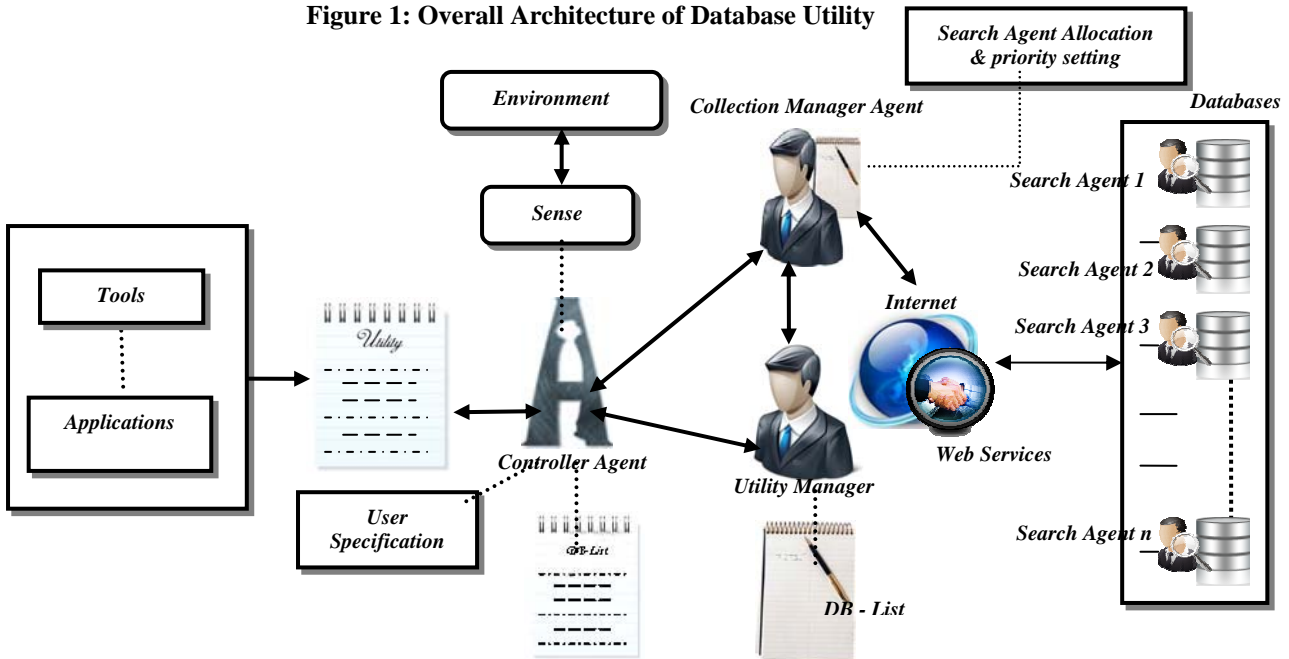 Figure 1: Overall Architecture of Database Utility
Search Agent Allocation
& priority setting
Environment
Collection Manager Agent
Databases
Sense
Search Agent 1
Search Agent 2
Tools
Internet
Search Agent 3
Utility
Applications
Controller Agent
Web Services
Utility Manager
User
Specification
Search Agent n
DB-List
DB - List